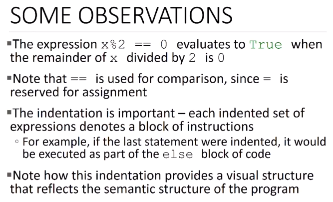 SOME OBSERVATIONS
▪The expression x%2 == 0 evaluates to True when
the remainder of x divided by 2 is 0
▪Note that == is used for comparison, since = is
reserved for assignment
▪The indentation is important – each indented set of
expressions denotes a block of instructions
◦ For example, if the last statement were indented, it would
be executed as part of the else block of code
▪Note how this indentation provides a visual structure
that reflects the semantic structure of the program